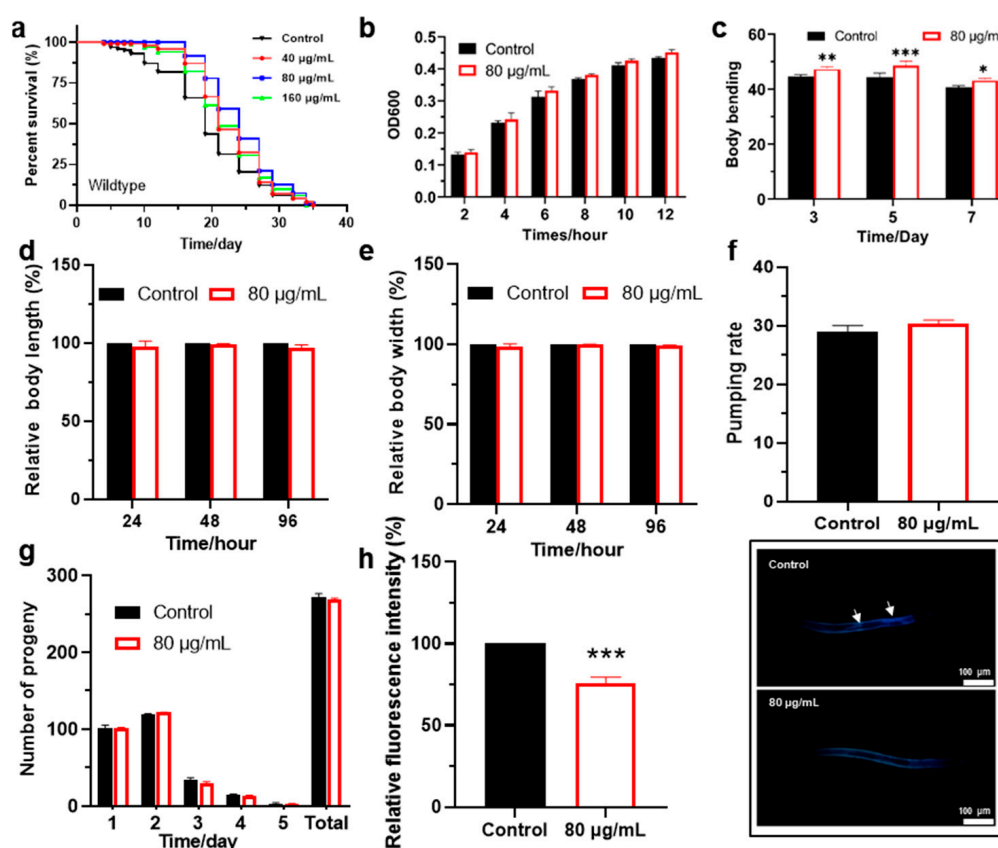 a
Percent survival (%)
100
75
50
25
0
0 10 20 30 40
Time/day
Wildtype
Control
40 µg/mL
80 µg/mL
160 µg/mL
b
OD600
0.5
0.4
0.3
0.2
0.1
0.0
2 4 6 8 10 12
Times/hour
Control
80 µg/mL
c
Body bending
60
40
20
0
3 5 7
Time/Day
Control
80 µg/mL
** *** *
d
Relative body length (%)
150
100
50
0
24 48 96
Time/hour
Control
80 µg/mL
e
Relative body width (%)
150
100
50
0
24 48 96
Time/hour
Control
80 µg/mL
f
Pumping rate
40
30
20
10
0
Control 80 µg/mL
g
Number of progeny
300
200
100
0
1 2 3 4 5 Total
Time/day
Control
80 µg/mL
h
Relative fluorescence intensity (%)
150
100
75
50
0
***
Control 80 µg/mL
Control
100 µm
80 µg/mL
100 µm